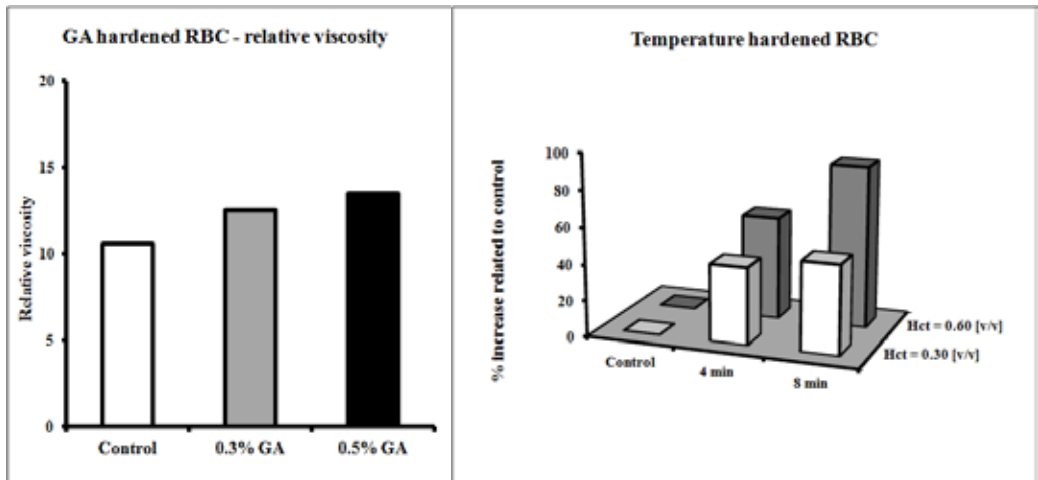 GA hardened RBC - relative viscosity
20
15
10
5
0
Relative viscosity
Control
0.3% GA
0.5% GA
Temperature hardened RBC
100
80
60
40
20
0
% increase related to control
Control
4 min
8 min
Hct = 0.60 [v/v]
Hct = 0.30 [v/v]